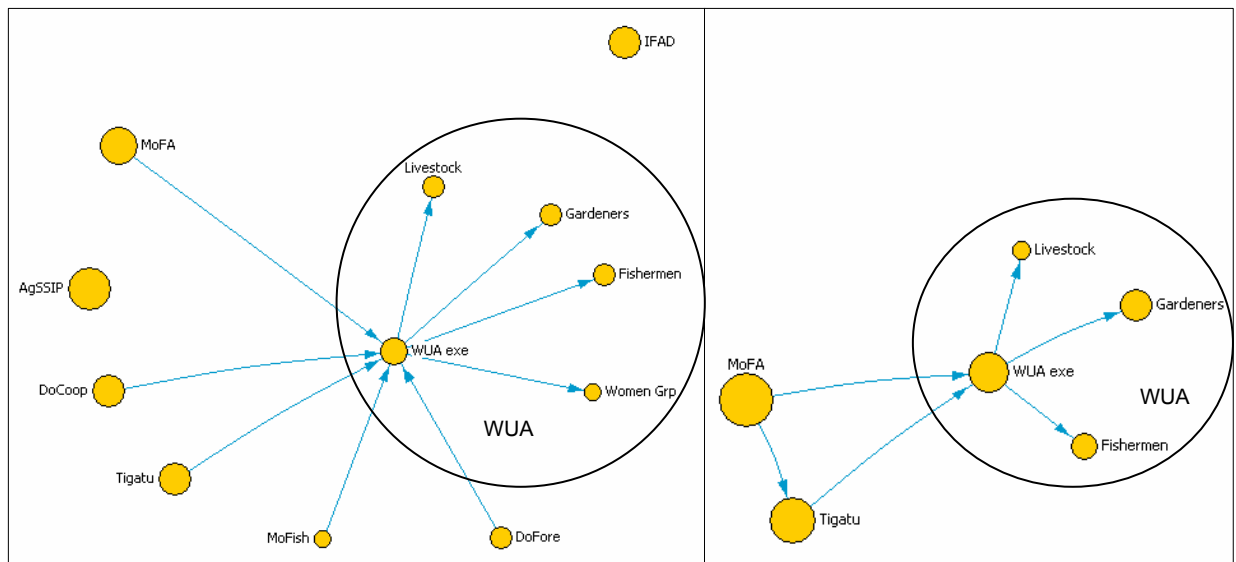 IFAD
MoFA
Livestock
Gardeners
Fishermen
AgSSIP
WUA exe
DoCoop
Women Grp
WUA
Tigatu
MoFish
DoFore
Livestock
Gardeners
MoFA
WUA exe
WUA
Fishermen
Tigatu